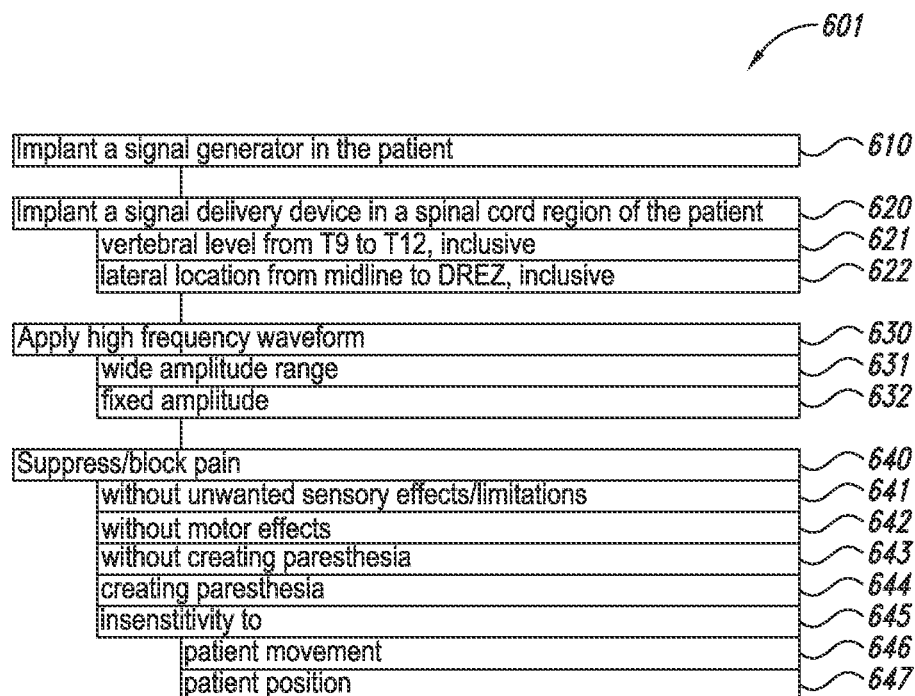 601
Implant a signal generator in the patient 610
Implant a signal delivery device in a spinal cord region of the patient 620
vertebral level from T9 to T12, inclusive 621
lateral location from midline to DREZ, inclusive 622
Apply high frequency waveform 630
wide amplitude range 631
fixed amplitude 632
Suppress/block pain 640
without unwanted sensory effects/limitations 641
without motor effects 642
without creating paresthesia 643
creating paresthesia 644
insenstitivity to 645
patient movement 646
patient position 647